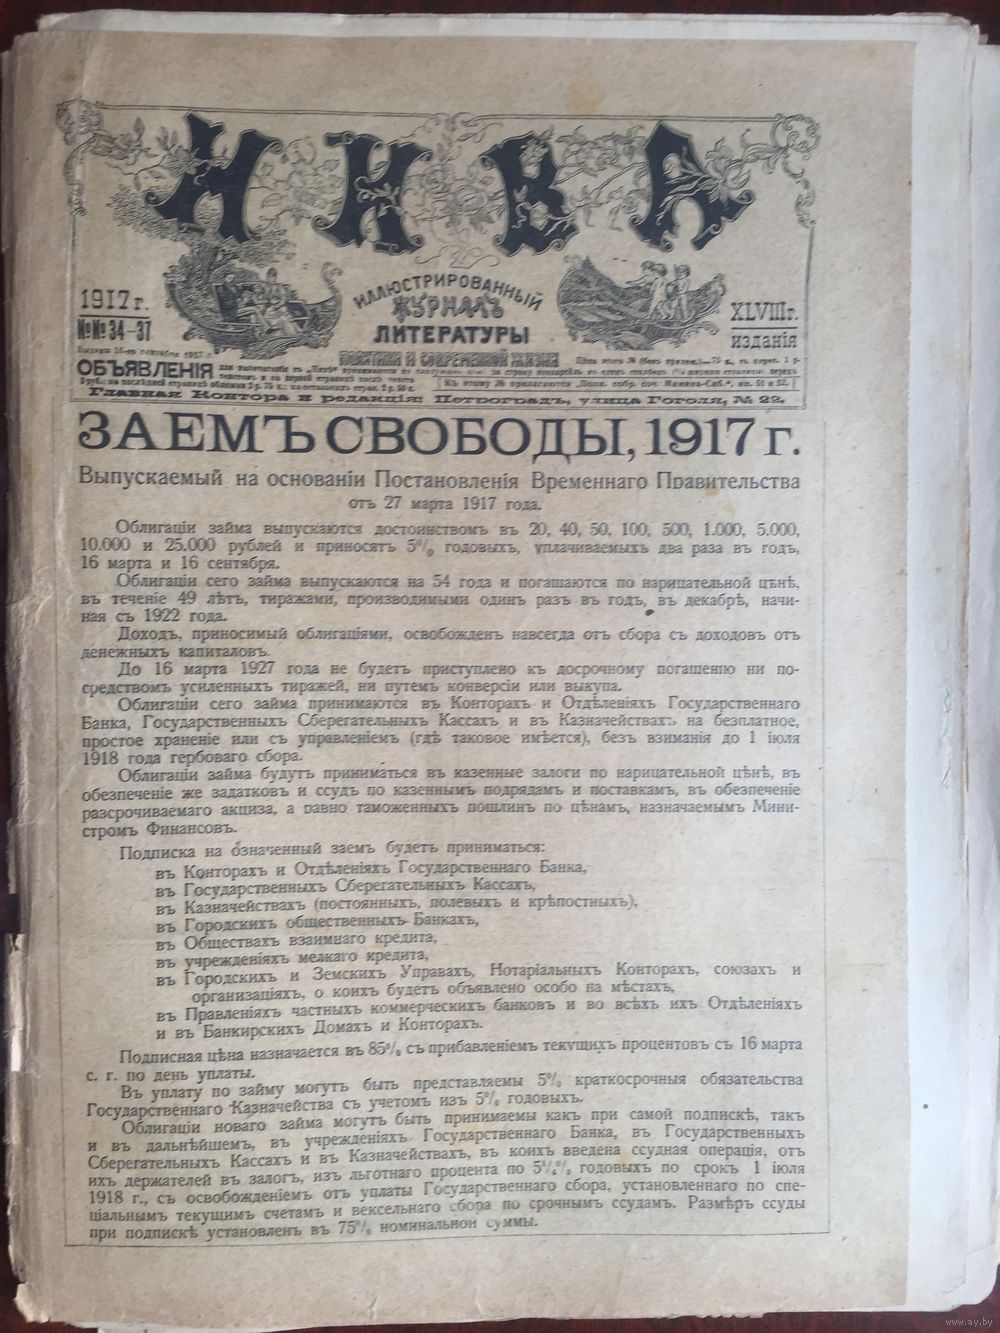 НИВА
1917 г.
№№ 34—37
ИЛЛЮСТРИРОВАННЫЙ
ЖУРНАЛЪ
ЛИТЕРАТУРЫ
ПОЛИТИКИ И СОВРЕМЕННОЙ ЖИЗНИ
XLVIII г.
изданія
ОБЪЯВЛЕНІЯ
Главная Контора и редакція: Петроградъ, улица Гоголя, № 22.
ЗАЕМЪ СВОБОДЫ, 1917 г.
Выпускаемый на основаніи Постановленія Временнаго Правительства
отъ 27 марта 1917 года.
Облигаціи займа выпускаются достоинствомъ въ 20, 40, 50, 100, 500, 1.000, 5.000,
10.000 и 25.000 рублей и приносятъ 5% годовыхъ, уплачиваемыхъ два раза въ годъ,
16 марта и 16 сентября.
Облигаціи сего займа выпускаются на 54 года и погашаются по нарицательной цѣнѣ,
въ теченіе 49 лѣтъ, тиражами, производимыми одинъ разъ въ годъ, въ декабрѣ, начи-
ная съ 1922 года.
Доходъ, приносимый облигаціями, освобожденъ навсегда отъ сбора съ доходовъ отъ
денежныхъ капиталовъ.
До 16 марта 1927 года не будетъ приступлено къ досрочному погашенію ни по-
средствомъ усиленныхъ тиражей, ни путемъ конверсіи или выкупа.
Облигаціи сего займа принимаются въ Конторахъ и Отдѣленіяхъ Государственнаго
Банка, Государственныхъ Сберегательныхъ Кассахъ и въ Казначействахъ на безплатное,
простое храненіе или съ управленіемъ (гдѣ таковое имѣется), безъ взиманія до 1 іюля
1918 года гербоваго сбора.
Облигаціи займа будутъ приниматься въ казенные залоги по нарицательной цѣнѣ, въ
обезпеченіе же задатковъ и ссудъ по казеннымъ подрядамъ и поставкамъ, въ обезпеченіе
разсрочиваемаго акциза, а равно таможенныхъ пошлинъ по цѣнамъ, назначаемымъ Мини-
стромъ Финансовъ.
Подписка на означенный заемъ будетъ приниматься:
въ Конторахъ и Отдѣленіяхъ Государственнаго Банка,
въ Государственныхъ Сберегательныхъ Кассахъ,
въ Казначействахъ (постоянныхъ, полевыхъ и крѣпостныхъ),
въ Городскихъ общественныхъ Банкахъ,
въ Обществахъ взаимнаго кредита,
въ учрежденіяхъ мелкаго кредита,
въ Городскихъ и Земскихъ Управахъ, Нотаріальныхъ Конторахъ, союзахъ и
организаціяхъ, о коихъ будетъ объявлено особо на мѣстахъ,
въ Правленіяхъ частныхъ коммерческихъ банковъ и во всѣхъ ихъ Отдѣленіяхъ
и въ Банкирскихъ Домахъ и Конторахъ.
Подписная цѣна назначается въ 85% съ прибавленіемъ текущихъ процентовъ съ 16 марта
с. г. по день уплаты.
Въ уплату по займу могутъ быть представляемы 5% краткосрочныя обязательства
Государственнаго Казначейства съ учетомъ изъ 5% годовыхъ.
Облигаціи новаго займа могутъ быть принимаемы какъ при самой подпискѣ, такъ
и въ дальнѣйшемъ, въ учрежденіяхъ Государственнаго Банка, въ Государственныхъ
Сберегательныхъ Кассахъ и въ Казначействахъ, въ коихъ введена ссудная операція, отъ
ихъ держателей въ залогъ, изъ льготнаго процента по годовыхъ по срокъ 1 іюля
1918 г., съ освобожденіемъ отъ уплаты Государственнаго сбора, установленнаго по спе-
ціальнымъ текущимъ счетамъ и вексельнаго сбора по срочнымъ ссудамъ. Размѣръ ссуды
при подпискѣ установленъ въ 75% номинальной суммы.
www.ay.by